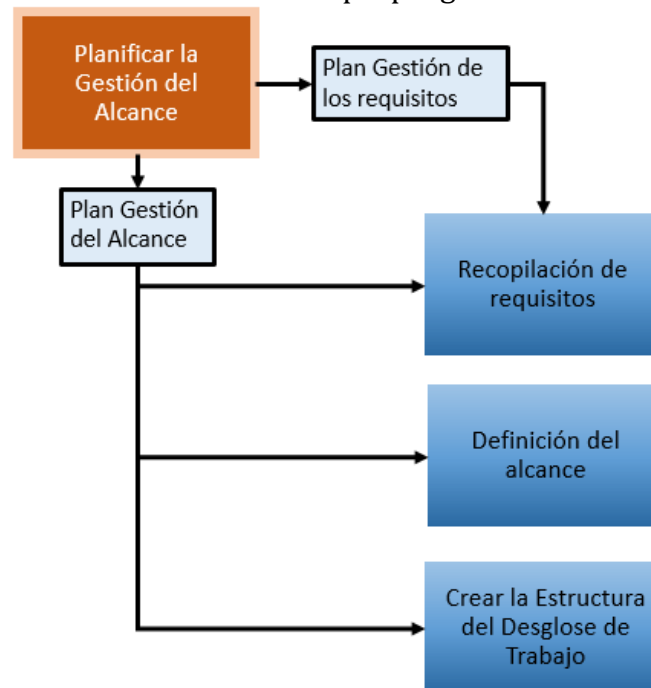 Planificar la
Gestión del
Alcance
Plan Gestión de
los requisitos
Plan Gestión
del Alcance
Recopilación de
requisitos
Definición del
alcance
Crear la Estructura
del Desglose de
Trabajo